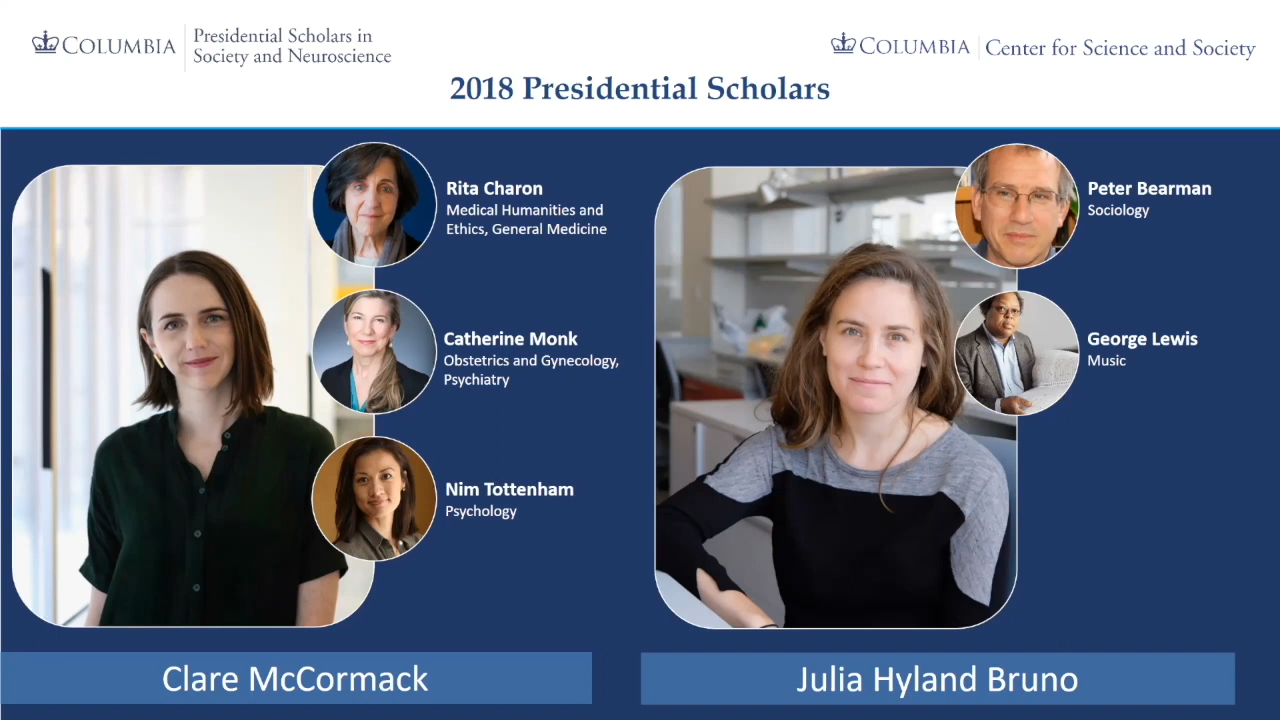 COLUMBIA
Presidential Scholars in
Society and Neuroscience
COLUMBIA
Center for Science and Society
2018 Presidential Scholars
Rita Charon
Medical Humanities and
Ethics, General Medicine
Catherine Monk
Obstetrics and Gynecology,
Psychiatry
Nim Tottenham
Psychology
Clare McCormack
Peter Bearman
Sociology
George Lewis
Music
Julia Hyland Bruno